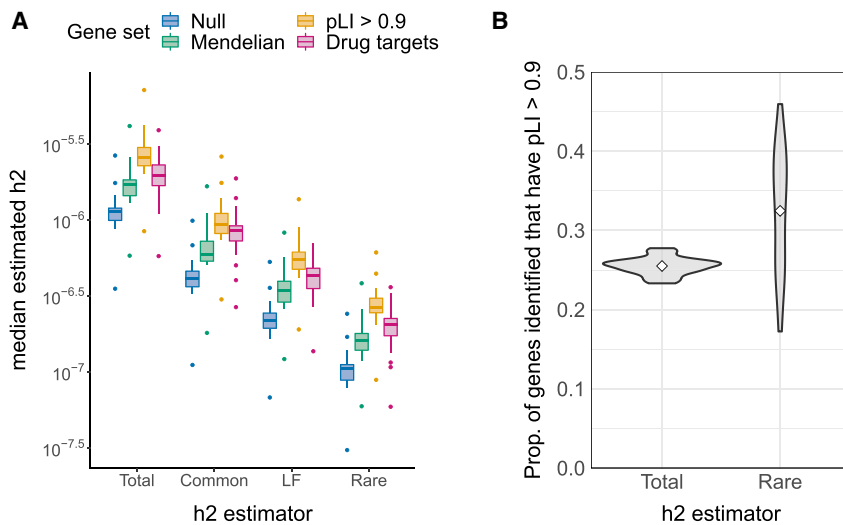 A
Gene set
Null
pLI > 0.9
Mendelian
Drug targets
median estimated h2
10−5.5
10−6
10−6.5
10−7
10−7.5
Total
Common
LF
Rare
h2 estimator
B
Prop. of genes identified that have pLI > 0.9
0.5
0.4
0.3
0.2
0.1
0.0
Total
Rare
h2 estimator